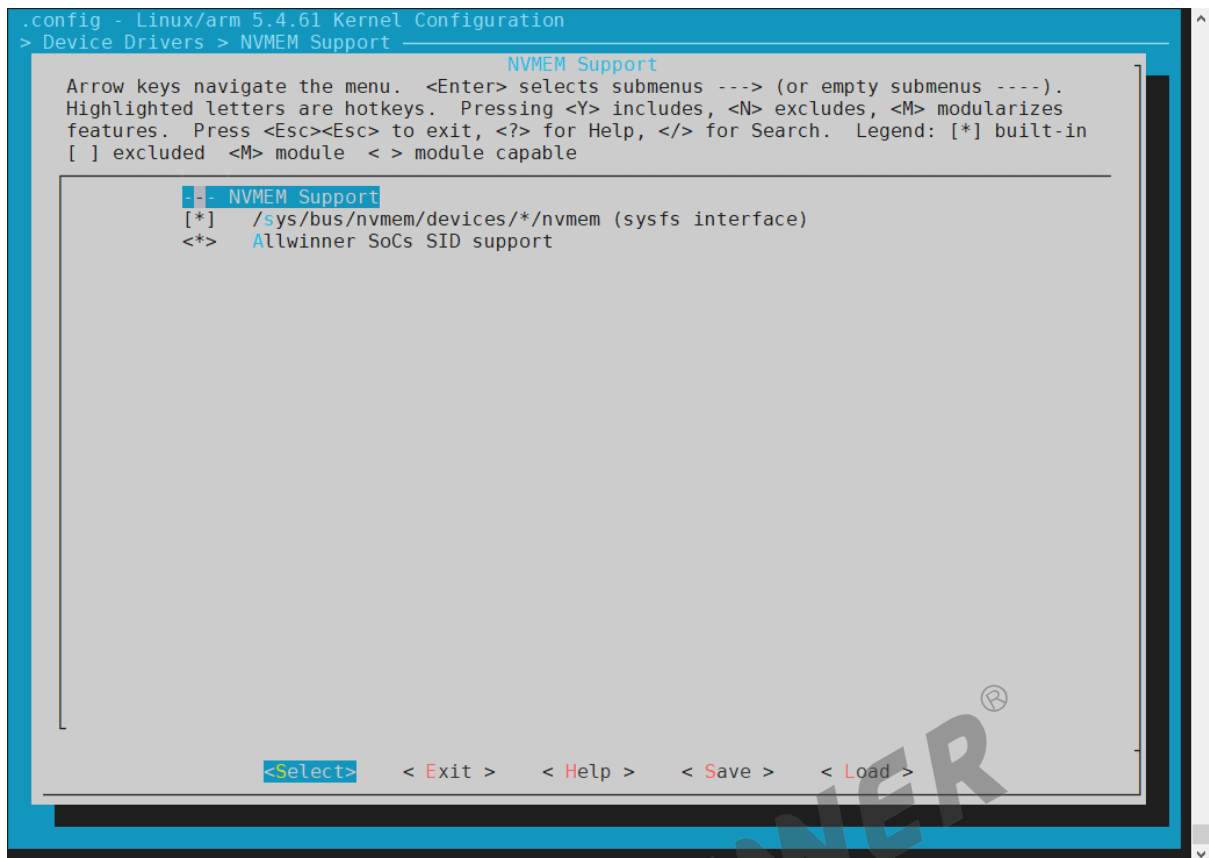 .config - Linux/arm 5.4.61 Kernel Configuration
> Device Drivers > NVMEM Support
NVMEM Support
Arrow keys navigate the menu. <Enter> selects submenus ---> (or empty submenus ----).
Highlighted letters are hotkeys. Pressing <Y> includes, <N> excludes, <M> modularizes
features. Press <Esc><Esc> to exit, <?> for Help, </> for Search. Legend: [*] built-in
[ ] excluded <M> module < > module capable
--- NVMEM Support
[*] /sys/bus/nvmem/devices/*/nvmem (sysfs interface)
<*> Allwinner SoCs SID support
<Select> < Exit > < Help > < Save > < Load >